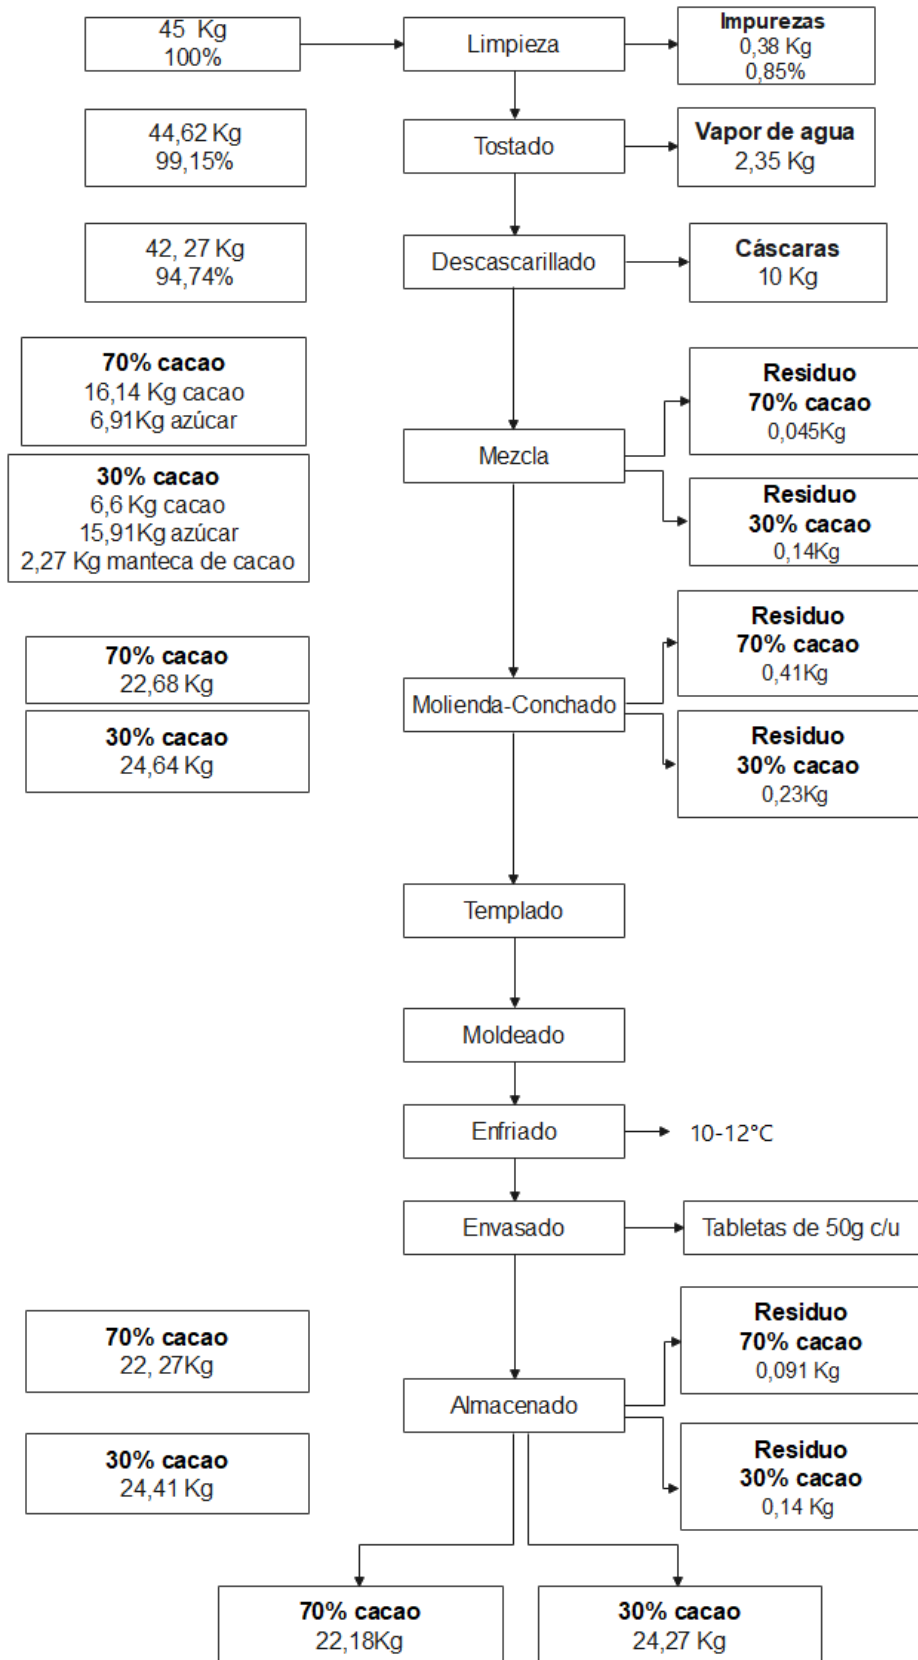 45 Kg
100%
Limpieza
Impurezas
0,38 Kg
0,85%
44,62 Kg
99,15%
Tostado
Vapor de agua
2,35 Kg
42, 27 Kg
94,74%
Descascarillado
Cáscaras
10 Kg
70% cacao
16,14 Kg cacao
6,91Kg azúcar
30% cacao
6,6 Kg cacao
15,91Kg azúcar
2,27 Kg manteca de cacao
Mezcla
Residuo
70% cacao
0,045Kg
Residuo
30% cacao
0,14Kg
70% cacao
22,68 Kg
30% cacao
24,64 Kg
Molienda-Conchado
Residuo
70% cacao
0,41Kg
Residuo
30% cacao
0,23Kg
Templado
Moldeado
Enfriado
10-12°C
Envasado
Tabletas de 50g c/u
70% cacao
22, 27Kg
30% cacao
24,41 Kg
Almacenado
Residuo
70% cacao
0,091 Kg
Residuo
30% cacao
0,14 Kg
70% cacao
22,18Kg
30% cacao
24,27 Kg